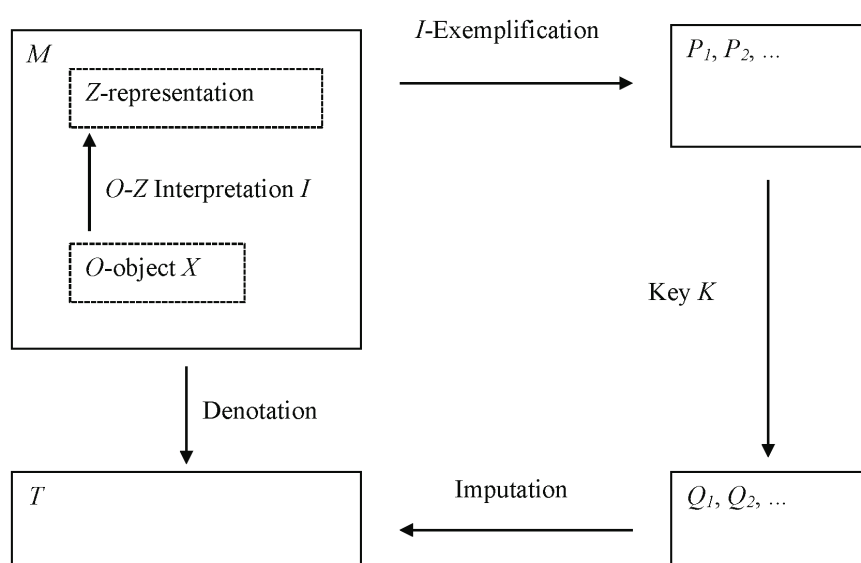 I-Exemplification
M
P1, P2, ...
Z-representation
O-Z Interpretation I
O-object X
Key K
Denotation
Imputation
T
Q1, Q2, ...